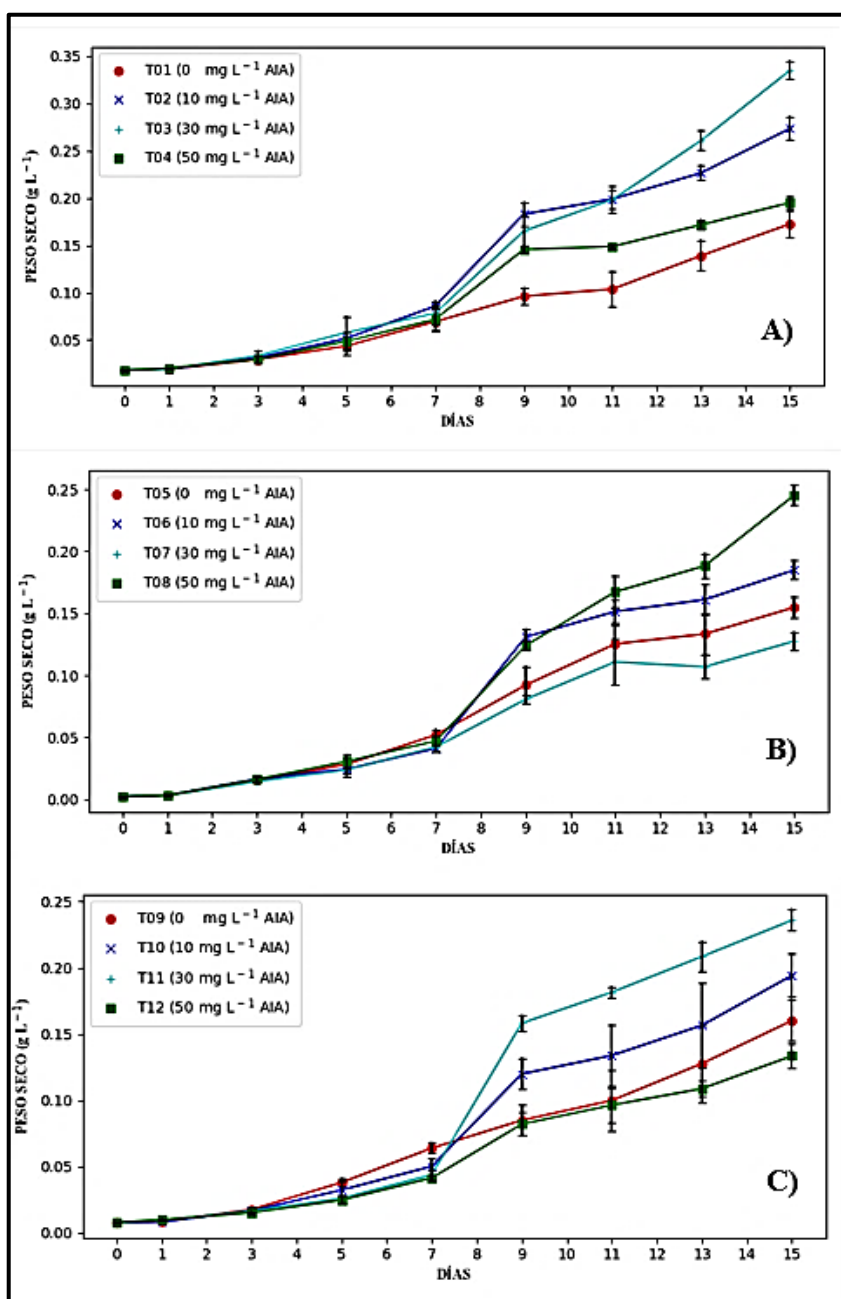 0.35
0.30
0.25
0.20
0.15
0.10
0.05
PESO SECO (g L⁻¹)
T01 (0 mg L⁻¹ AIA)
T02 (10 mg L⁻¹ AIA)
T03 (30 mg L⁻¹ AIA)
T04 (50 mg L⁻¹ AIA)
A)
0 1 2 3 4 5 6 7 8 9 10 11 12 13 14 15
DÍAS
0.25
0.20
0.15
0.10
0.05
0.00
PESO SECO (g L⁻¹)
T05 (0 mg L⁻¹ AIA)
T06 (10 mg L⁻¹ AIA)
T07 (30 mg L⁻¹ AIA)
T08 (50 mg L⁻¹ AIA)
B)
0 1 2 3 4 5 6 7 8 9 10 11 12 13 14 15
DÍAS
0.25
0.20
0.15
0.10
0.05
0.00
PESO SECO (g L⁻¹)
T09 (0 mg L⁻¹ AIA)
T10 (10 mg L⁻¹ AIA)
T11 (30 mg L⁻¹ AIA)
T12 (50 mg L⁻¹ AIA)
C)
0 1 2 3 4 5 6 7 8 9 10 11 12 13 14 15
DÍAS